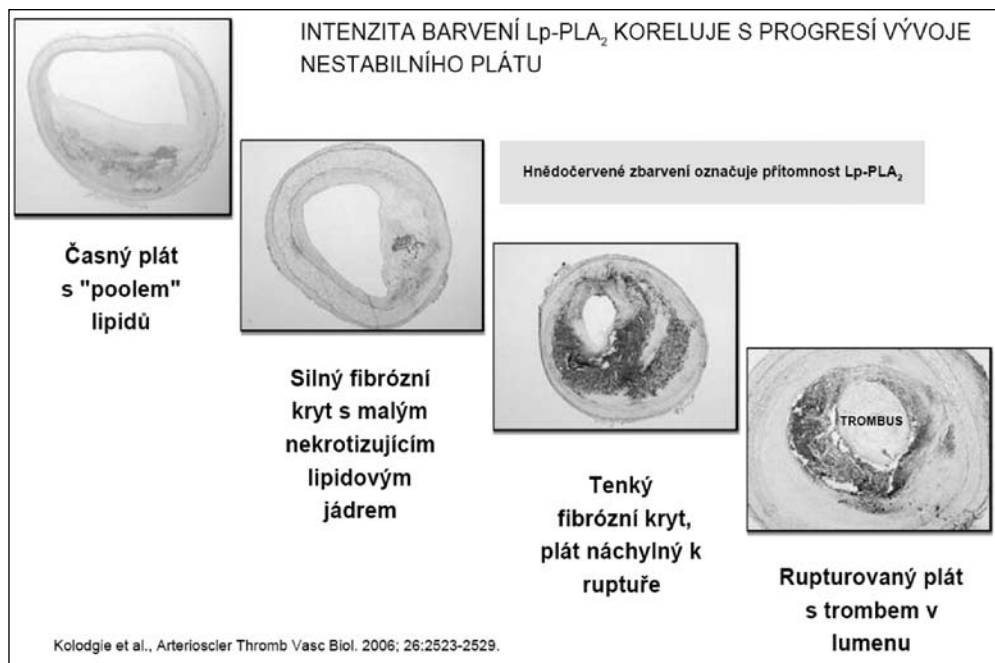 INTENZITA BARVENÍ Lp-PLA₂ KORELUJE S PROGRESÍ VÝVOJE
NESTABILNÍHO PLÁTU
Hnědočervené zbarvení označuje přítomnost Lp-PLA₂
Časný plát
s "poolem"
lipidů
Silný fibrózní
kryt s malým
nekrotizujícím
lipidovým
jádrem
Tenký
fibrózní kryt,
plát náchylný k
ruptuře
TROMBUS
Rupturovaný plát
s trombem v
lumenu
Kolodgie et al., Arterioscler Thromb Vasc Biol. 2006; 26:2523-2529.